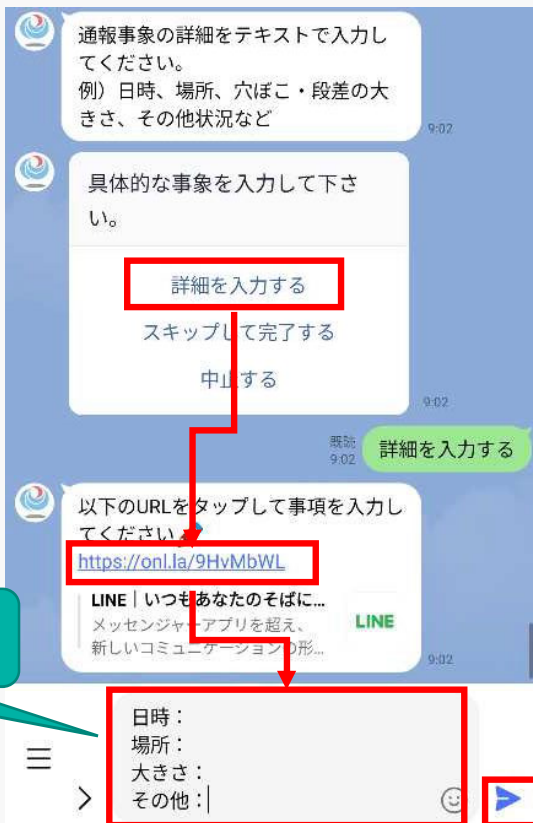 通報事象の詳細をテキストで入力し
てください。
例）日時、場所、穴ぼこ・段差の大
きさ、その他状況など
9:02
具体的な事象を入力して下さ
い。
詳細を入力する
スキップして完了する
中止する
9:02
既読
9:02
詳細を入力する
以下のURLをタップして事項を入力し
てください
https://onl.la/9HvMbWL
LINE｜いつもあなたのそばに...
メッセンジャーアプリを超え、
新しいコミュニケーションの形...
LINE
9:02
日時：
場所：
大きさ：
その他：